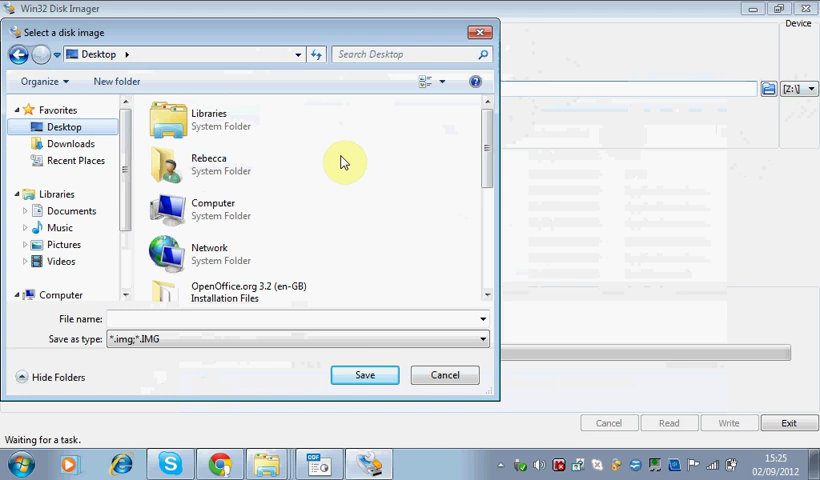 Win32 Disk Imager
Select a disk image
Device
Desktop
Search Desktop
[Z:\]
Organize
New folder
Favorites
Desktop
Downloads
Recent Places
Libraries
Documents
Music
Pictures
Videos
Computer
Libraries
System Folder
Rebecca
System Folder
Computer
System Folder
Network
System Folder
OpenOffice.org 3.2 (en-GB)
Installation Files
File name:
Save as type:
*.img;*.IMG
Hide Folders
Save
Cancel
Cancel
Read
Write
Exit
Waiting for a task.
ODF
15:25
02/09/2012